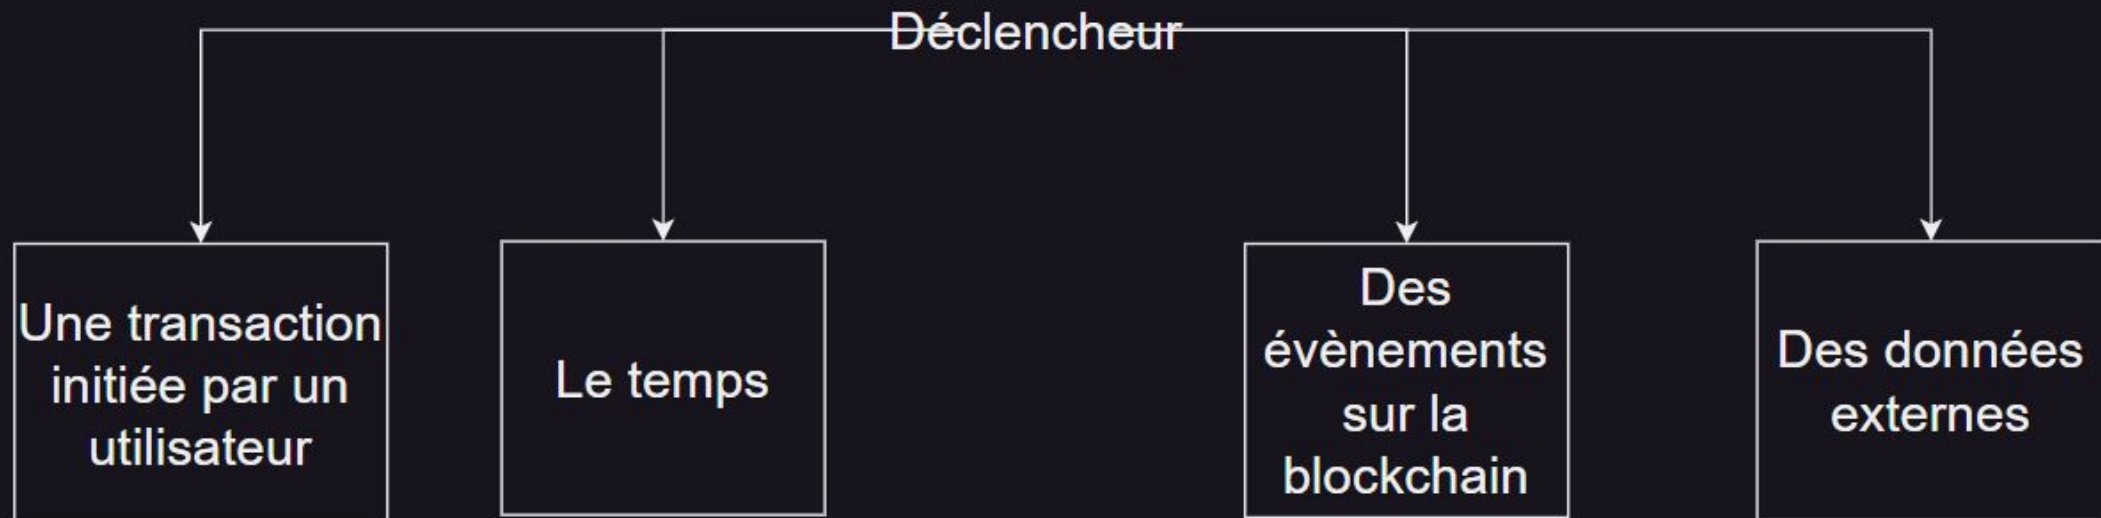 Déclencheur
Une transaction
initiée par un
utilisateur
Le temps
Des
évènements
sur la
blockchain
Des données
externes